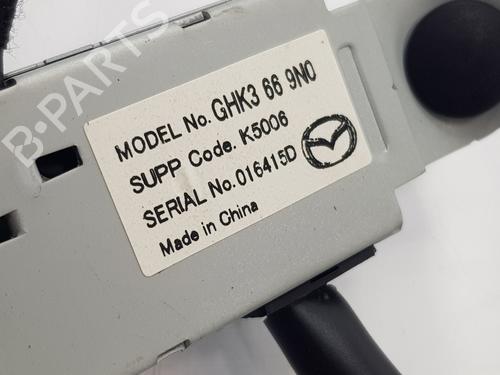 B-PARTS
MODEL No. GHK3 66 9N0
SUPP Code. K5006
SERIAL No. 016415D
Made in China